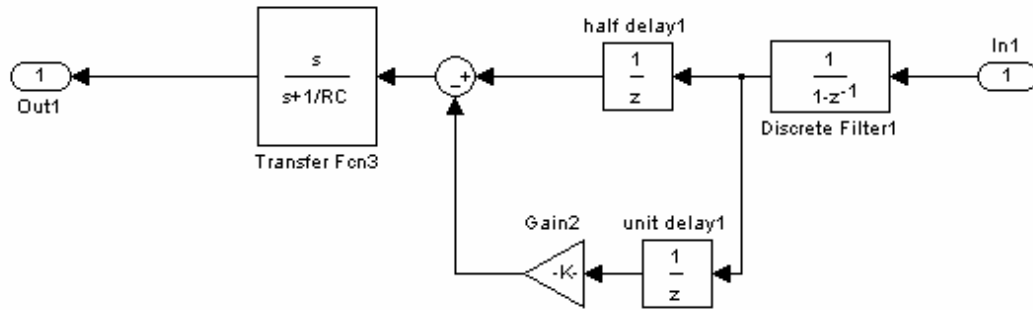 half delay1
In1
s
s+1/RC
+
-
1
z
1
1-z-1
1
1
Out1
Transfer Fcn3
Discrete Filter1
Gain2
unit delay1
-K-
1
z